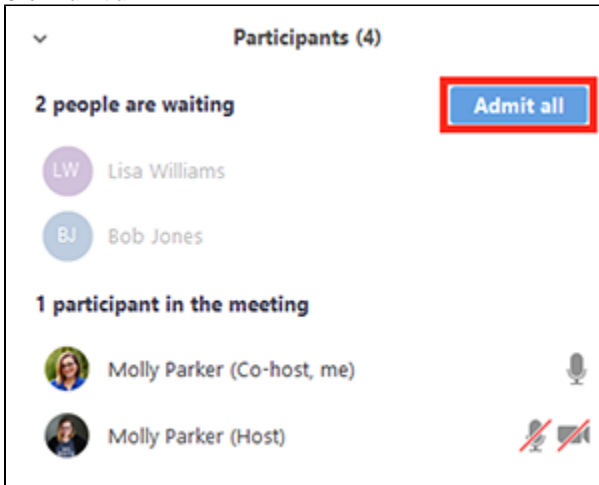 Participants (4)
2 people are waiting
Admit all
LW Lisa Williams
BJ Bob Jones
1 participant in the meeting
Molly Parker (Co-host, me)
Molly Parker (Host)